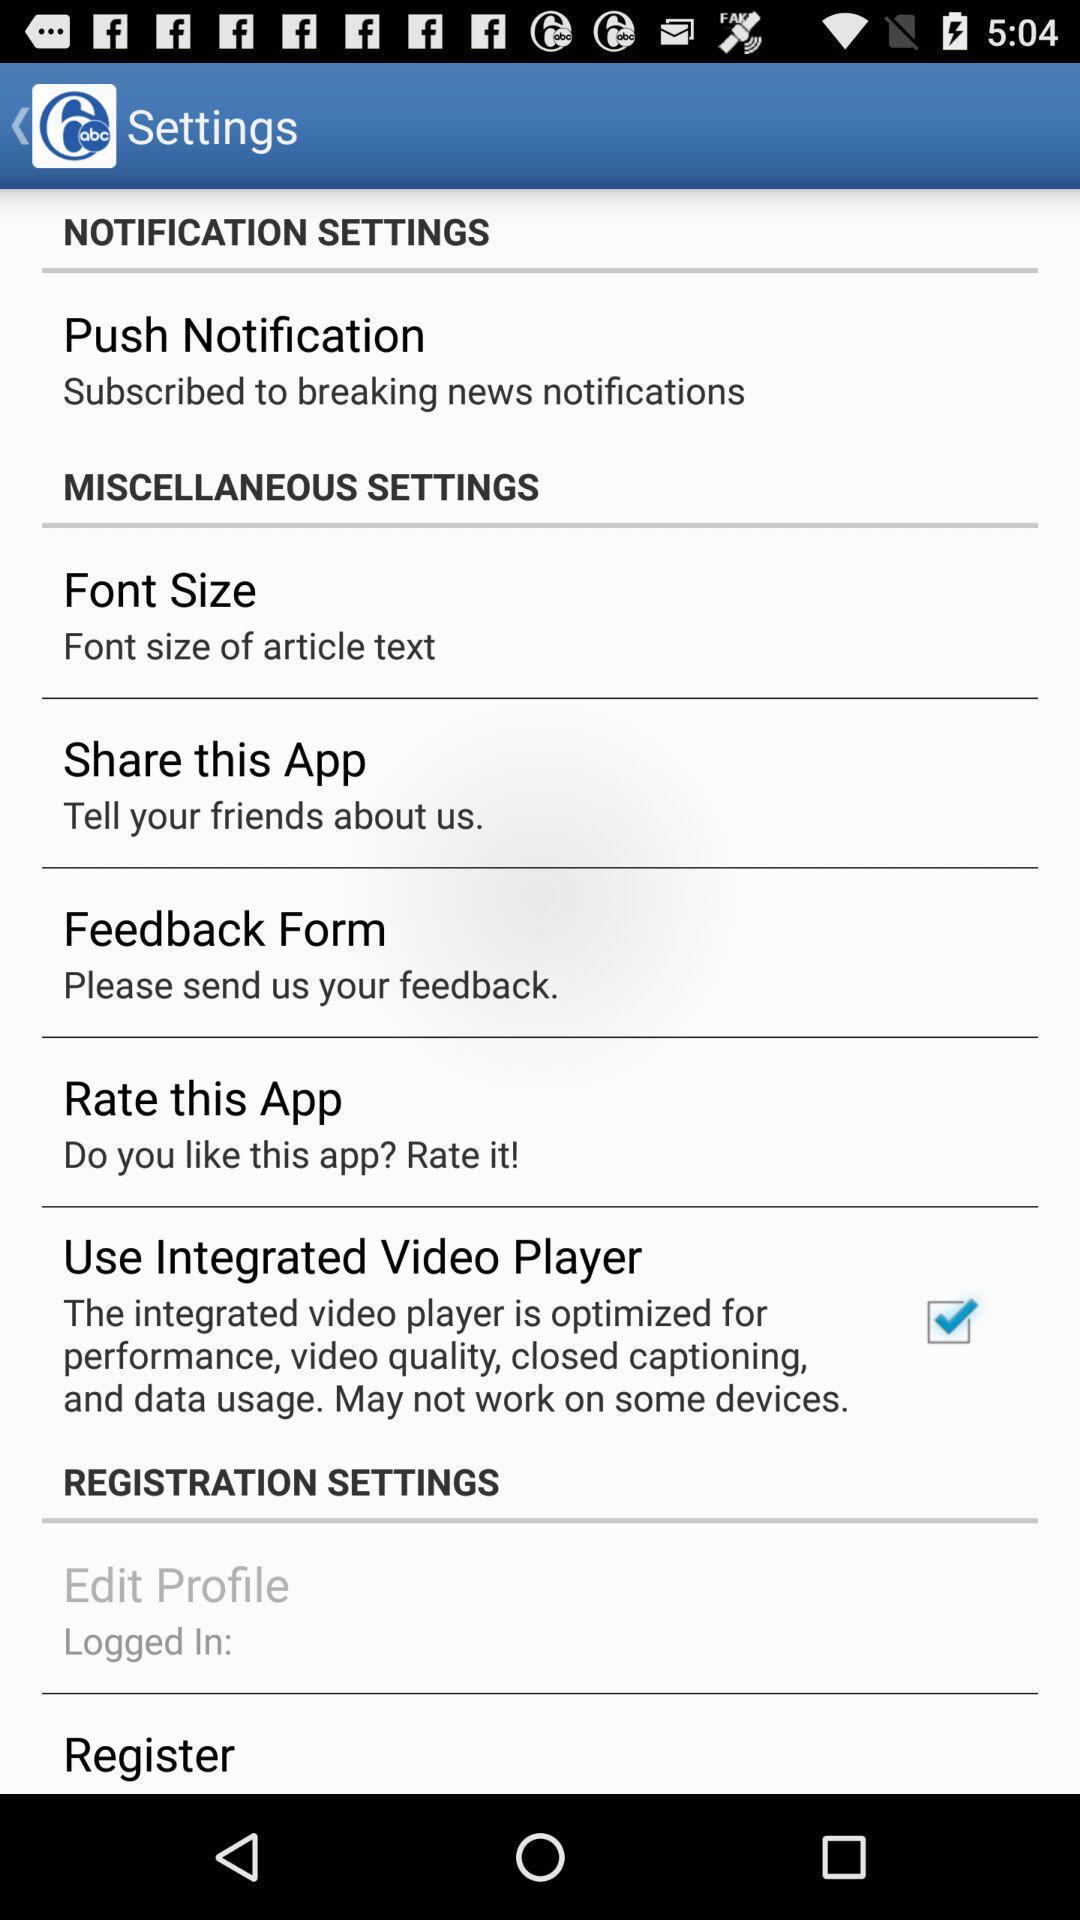 FAKE
5:04
6abc Settings
NOTIFICATION SETTINGS
Push Notification
Subscribed to breaking news notifications
MISCELLANEOUS SETTINGS
Font Size
Font size of article text
Share this App
Tell your friends about us.
Feedback Form
Please send us your feedback.
Rate this App
Do you like this app? Rate it!
Use Integrated Video Player
The integrated video player is optimized for
performance, video quality, closed captioning,
and data usage. May not work on some devices.
REGISTRATION SETTINGS
Edit Profile
Logged In:
Register